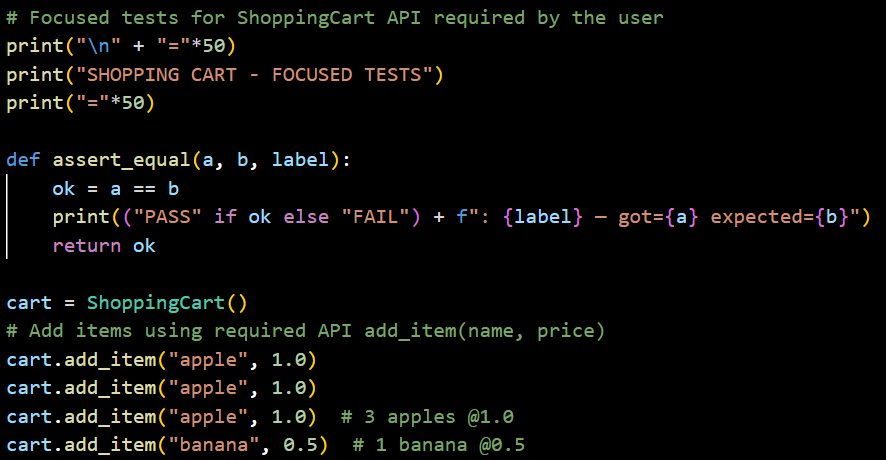 # Focused tests for ShoppingCart API required by the user
print("\n" + "="*50)
print("SHOPPING CART - FOCUSED TESTS")
print("="*50)

def assert_equal(a, b, label):
    ok = a == b
    print(("PASS" if ok else "FAIL") + f": {label} — got={a} expected={b}")
    return ok

cart = ShoppingCart()
# Add items using required API add_item(name, price)
cart.add_item("apple", 1.0)
cart.add_item("apple", 1.0)
cart.add_item("apple", 1.0)  # 3 apples @1.0
cart.add_item("banana", 0.5)  # 1 banana @0.5